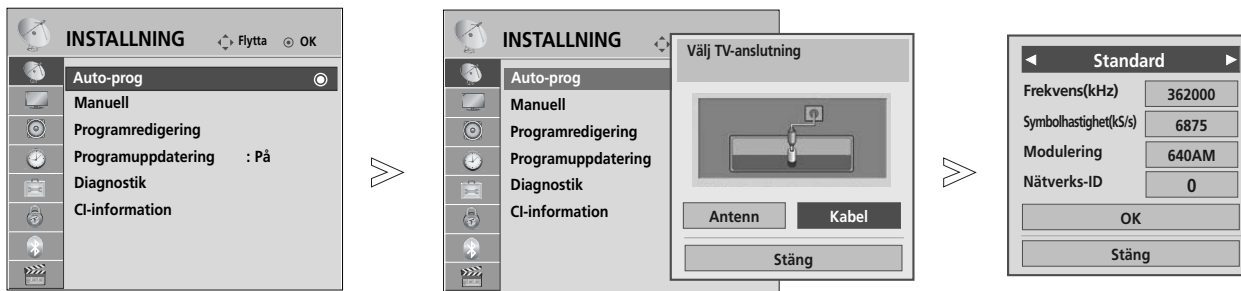 INSTALLNING Flytta OK
Auto-prog
Manuell
Programredigering
Programuppdatering : På
Diagnostik
CI-information
INSTALLNING
Auto-prog
Manuell
Programredigering
Programuppdatering
Diagnostik
CI-information
Välj TV-anslutning
Antenn Kabel
Stäng
Standard
Frekvens(kHz) 362000
Symbolhastighet(kS/s) 6875
Modulering 640AM
Nätverks-ID 0
OK
Stäng